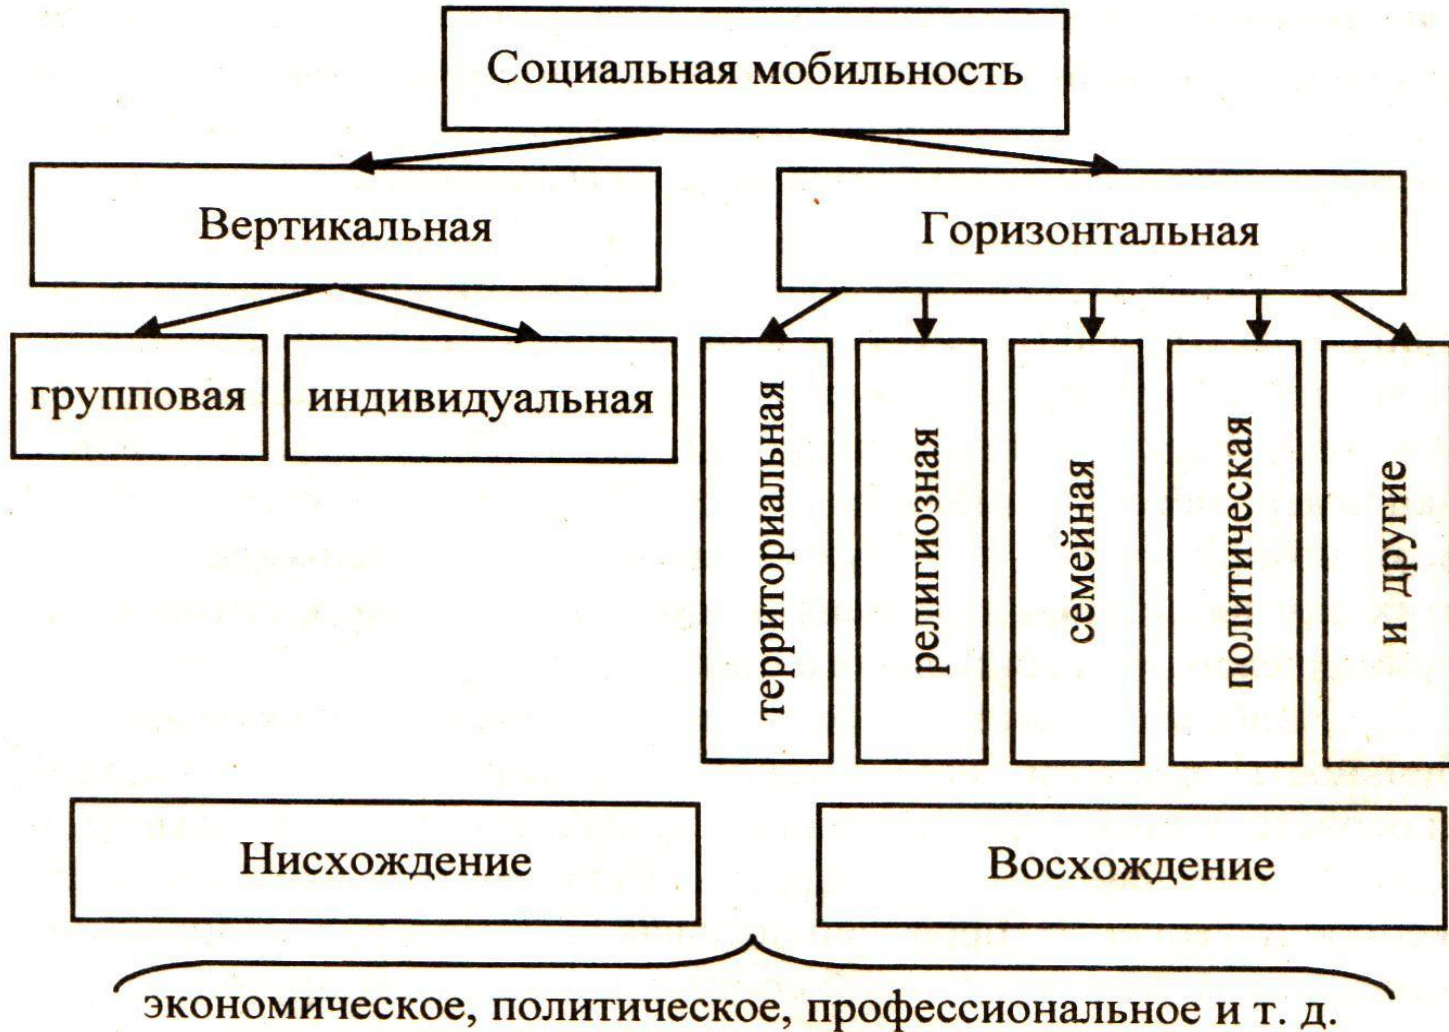 Социальная мобильность
Вертикальная
Горизонтальная
групповая
индивидуальная
территориальная
религиозная
семейная
политическая
и другие
Нисхождение
Восхождение
экономическое, политическое, профессиональное и т. д.